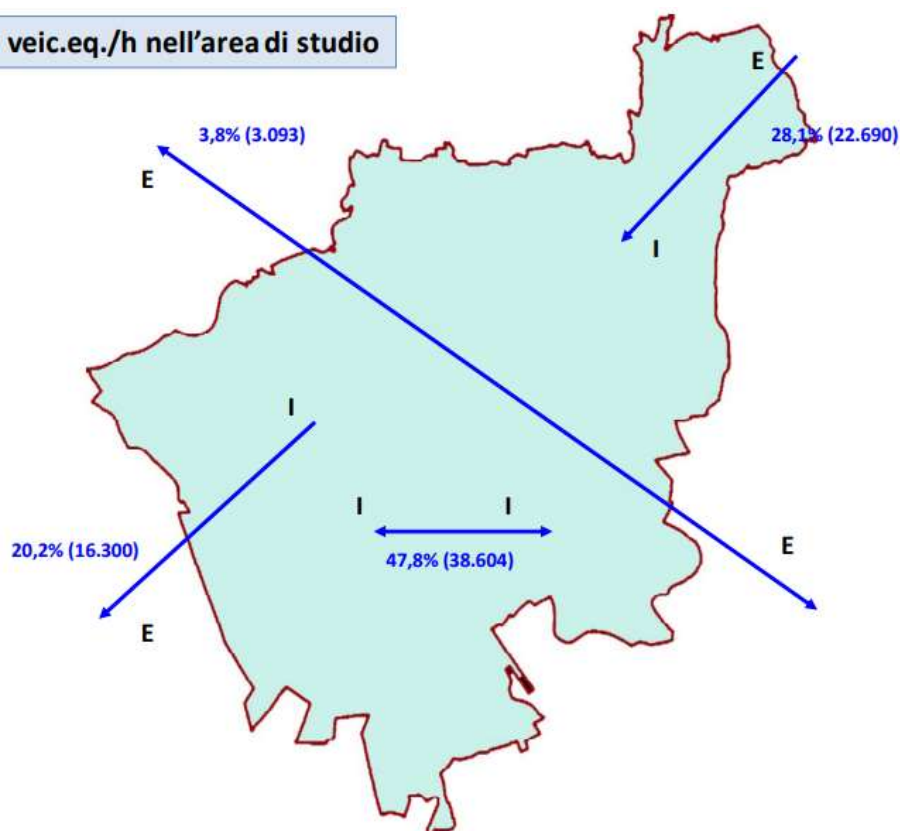 veic.eq./h nell'area di studio
E
3,8% (3.093)
28,1% (22.690)
E
I
I
I
I
20,2% (16.300)
47,8% (38.604)
E
E